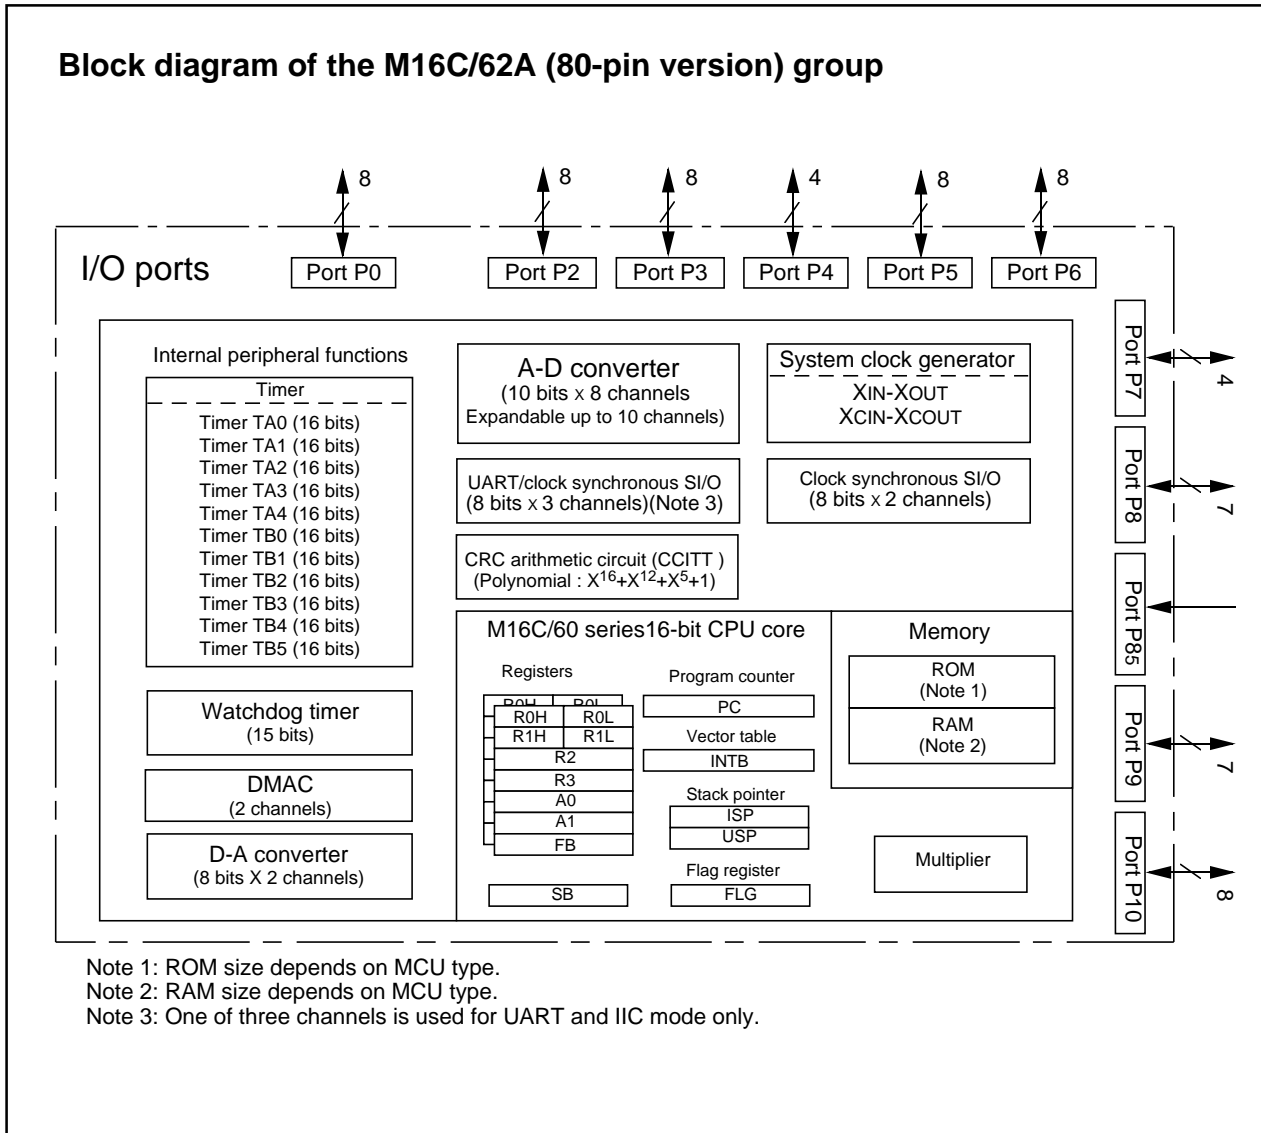 Block diagram of the M16C/62A (80-pin version) group
8
8
8
4
8
8
I/O ports
Port P0
Port P2
Port P3
Port P4
Port P5
Port P6
Port P7
4
Port P8
7
Port P85
Port P9
7
Port P10
8
Internal peripheral functions
Timer
Timer TA0 (16 bits)
Timer TA1 (16 bits)
Timer TA2 (16 bits)
Timer TA3 (16 bits)
Timer TA4 (16 bits)
Timer TB0 (16 bits)
Timer TB1 (16 bits)
Timer TB2 (16 bits)
Timer TB3 (16 bits)
Timer TB4 (16 bits)
Timer TB5 (16 bits)
Watchdog timer
(15 bits)
DMAC
(2 channels)
D-A converter
(8 bits X 2 channels)
A-D converter
(10 bits x 8 channels
Expandable up to 10 channels)
UART/clock synchronous SI/O
(8 bits x 3 channels)(Note 3)
CRC arithmetic circuit (CCITT )
(Polynomial : X16+X12+X5+1)
System clock generator
XIN-XOUT
XCIN-XCOUT
Clock synchronous SI/O
(8 bits x 2 channels)
M16C/60 series16-bit CPU core
Registers
R0H R0L
R0H R0L
R1H R1L
R2
R3
A0
A1
FB
SB
Program counter
PC
Vector table
INTB
Stack pointer
ISP
USP
Flag register
FLG
Memory
ROM
(Note 1)
RAM
(Note 2)
Multiplier
Note 1: ROM size depends on MCU type.
Note 2: RAM size depends on MCU type.
Note 3: One of three channels is used for UART and IIC mode only.